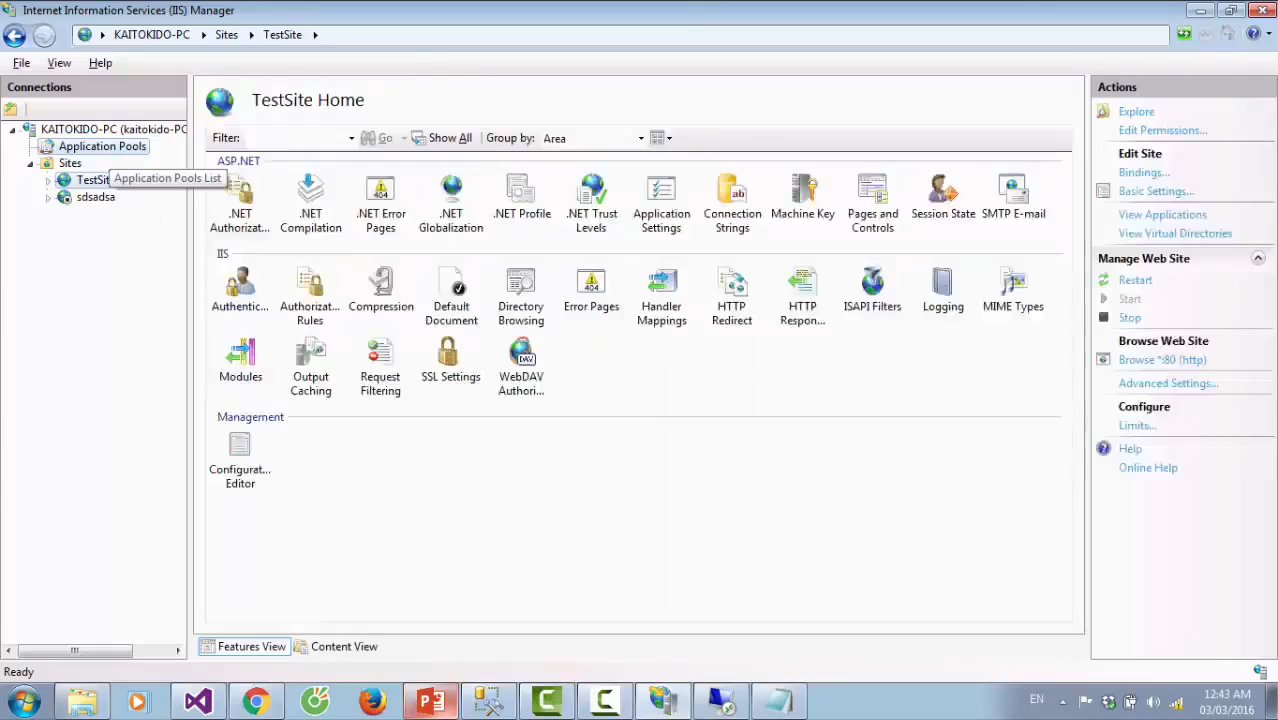 Internet Information Services (IIS) Manager
KAITOKIDO-PC
Sites
TestSite
File
View
Help
Connections
KAITOKIDO-PC (kaitokido-PC
Application Pools
Sites
TestSit
Application Pools List
sdsadsa
TestSite Home
Filter:
Go
Show All
Group by:
Area
ASP.NET
.NET Authorizat...
.NET Compilation
.NET Error Pages
.NET Globalization
.NET Profile
.NET Trust Levels
Application Settings
Connection Strings
Machine Key
Pages and Controls
Session State
SMTP E-mail
IIS
Authentic...
Authorizat... Rules
Compression
Default Document
Directory Browsing
Error Pages
Handler Mappings
HTTP Redirect
HTTP Respon...
ISAPI Filters
Logging
MIME Types
Modules
Output Caching
Request Filtering
SSL Settings
WebDAV Authori...
Management
Configurat... Editor
Features View
Content View
Actions
Explore
Edit Permissions...
Edit Site
Bindings...
Basic Settings...
View Applications
View Virtual Directories
Manage Web Site
Restart
Start
Stop
Browse Web Site
Browse *:80 (http)
Advanced Settings...
Configure
Limits...
Help
Online Help
Ready
EN
12:43 AM
03/03/2016